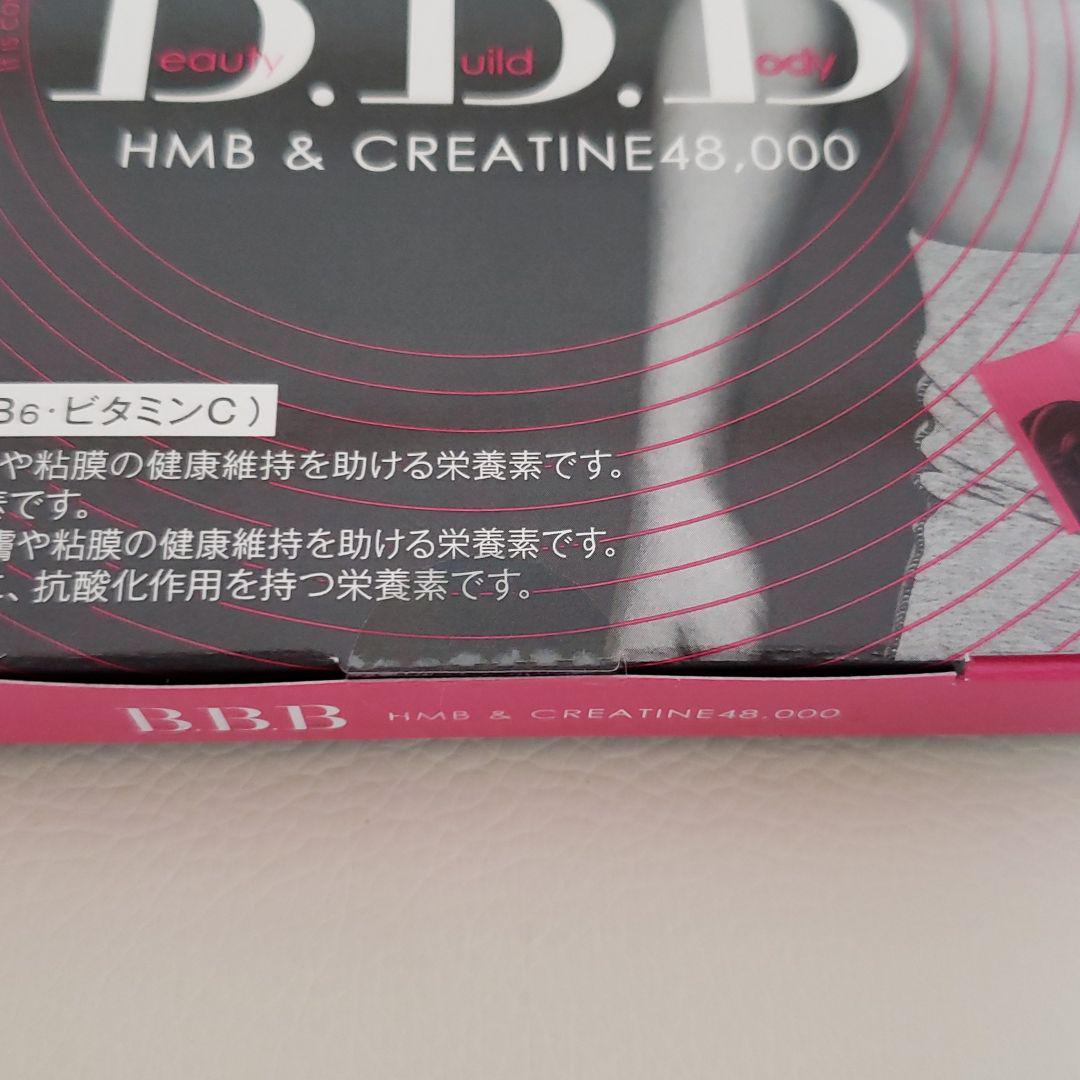 B.B.B
eauty uild ody
HMB & CREATINE48,000
B6・ビタミンC）
や粘膜の健康維持を助ける栄養素です。
素です。
膚や粘膜の健康維持を助ける栄養素です。
に、抗酸化作用を持つ栄養素です。
B.B.B HMB & CREATINE48,000